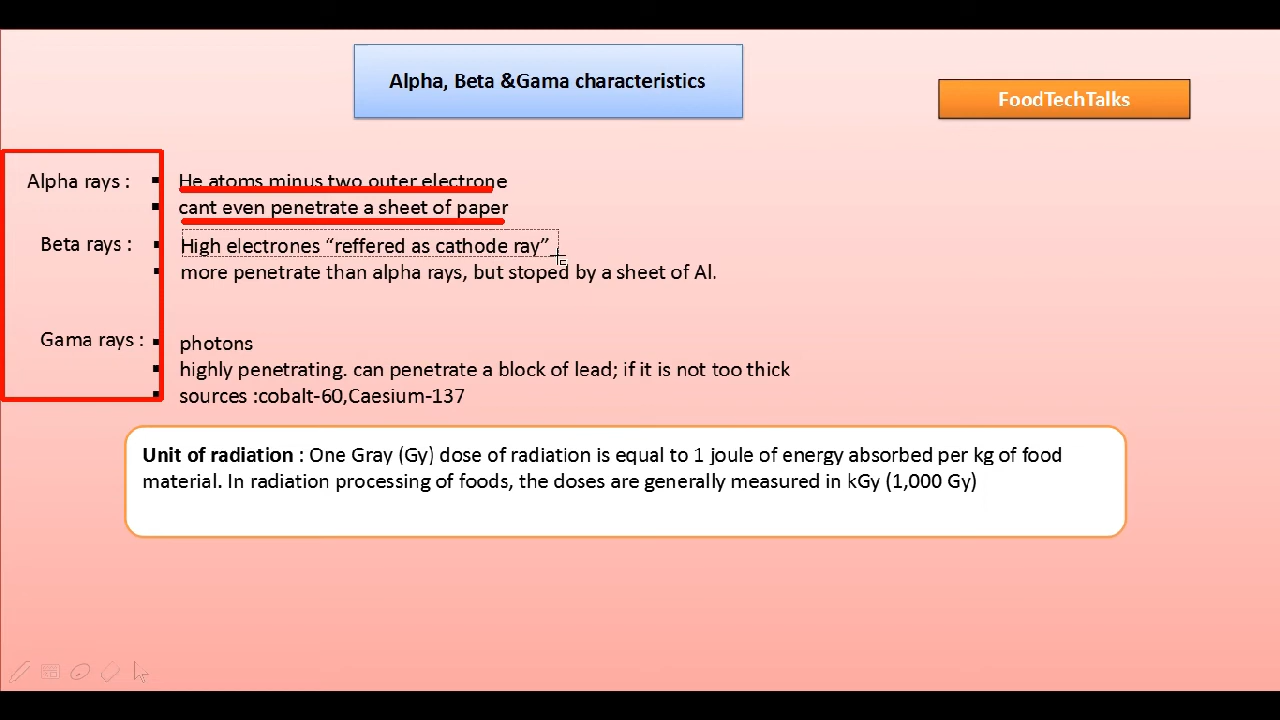 Alpha, Beta &Gama characteristics
FoodTechTalks
Alpha rays : ▪ He atoms minus two outer electrone
▪ cant even penetrate a sheet of paper
Beta rays : ▪ High electrones “reffered as cathode ray”
▪ more penetrate than alpha rays, but stoped by a sheet of Al.
Gama rays : ▪ photons
▪ highly penetrating. can penetrate a block of lead; if it is not too thick
▪ sources :cobalt-60,Caesium-137
Unit of radiation : One Gray (Gy) dose of radiation is equal to 1 joule of energy absorbed per kg of food
material. In radiation processing of foods, the doses are generally measured in kGy (1,000 Gy)